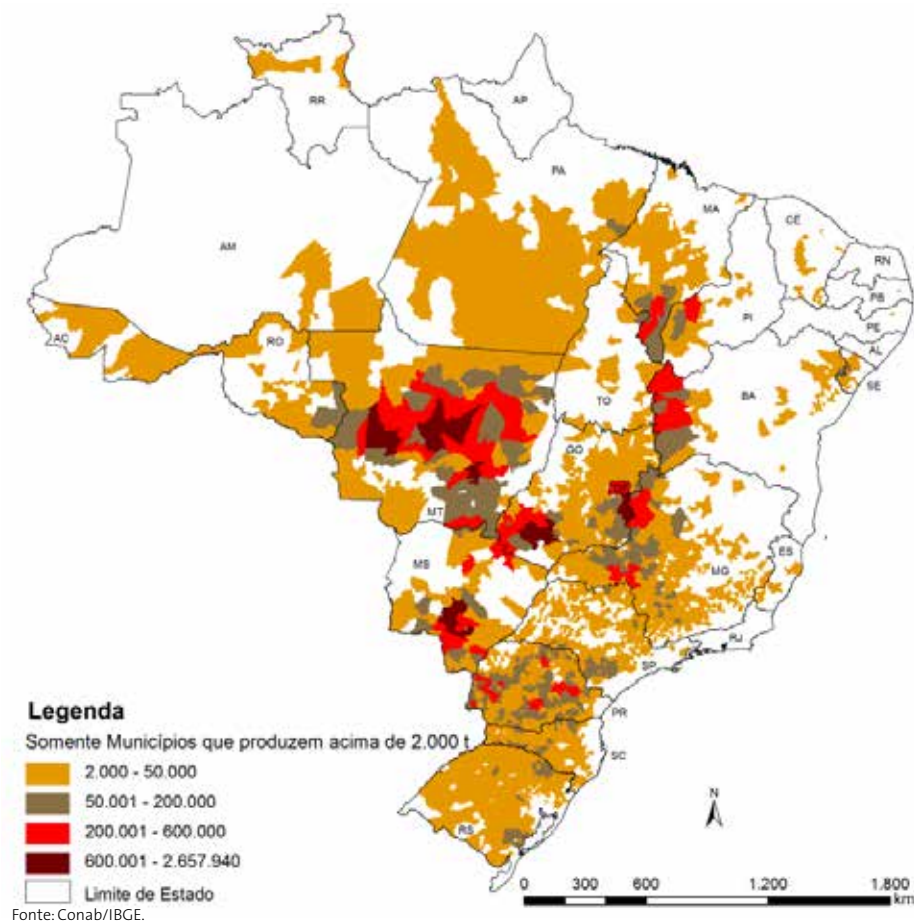 RR
AP
PA
AM
MA
CE
RN
PB
PE
AL
SE
PI
AC
RO
TO
BA
GO
MT
MS
MG
ES
RJ
SP
PR
SC
RS
N
0 300 600 1.200 1.800
km
Legenda
Somente Municípios que produzem acima de 2.000 t
2.000 - 50.000
50.001 - 200.000
200.001 - 600.000
600.001 - 2.657.940
Limite de Estado
Fonte: Conab/IBGE.